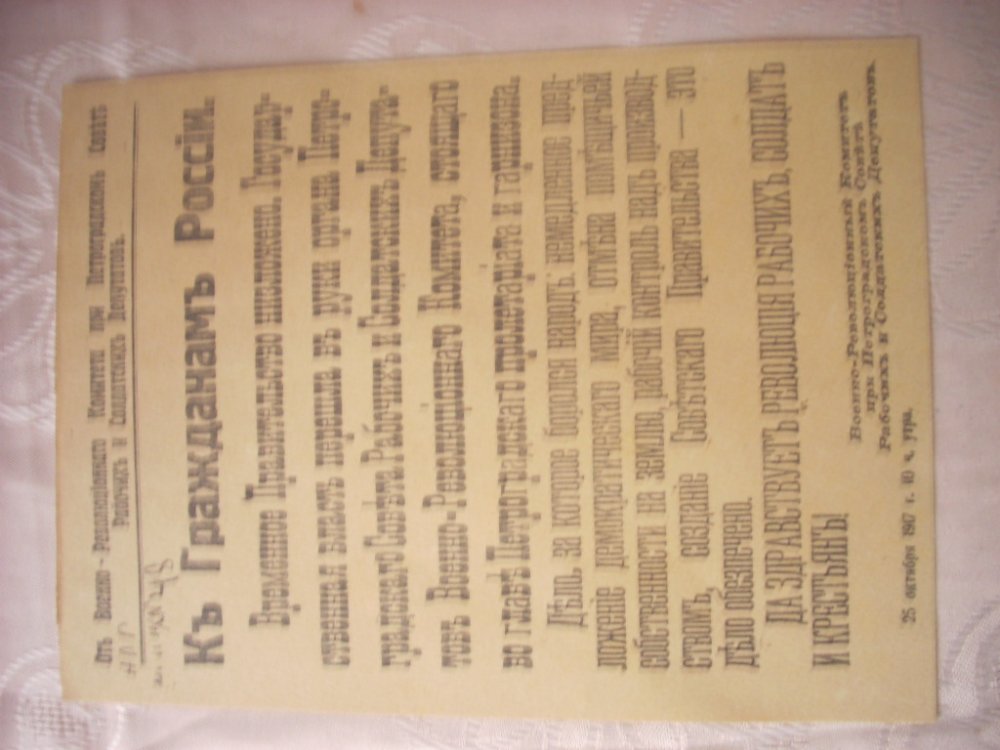 Отъ Военно-Революціоннаго Комитета при Петроградскомъ Совѣтѣ
Рабочихъ и Солдатскихъ Депутатовъ.
Къ Гражданамъ Россіи.
Временное Правительство низложено. Государ-
ственная власть перешла въ руки органа Петро-
градскаго Совѣта Рабочихъ и Солдатскихъ Депута-
товъ Военно-Революціоннаго Комитета, стоящаго
во главѣ Петроградскаго пролетаріата и гарнизона.
Дѣло, за которое боролся народъ: немедленное пред-
ложеніе демократическаго мира, отмѣна помѣщичьей
собственности на землю, рабочій контроль надъ производ-
ствомъ, созданіе Совѣтскаго Правительства — это
дѣло обезпечено.
ДА ЗДРАВСТВУЕТЪ РЕВОЛЮЦІЯ РАБОЧИХЪ, СОЛДАТЪ
И КРЕСТЬЯНЪ!
Военно-Революціонный Комитетъ
при Петроградскомъ Совѣтѣ
Рабочихъ и Солдатскихъ Депутатовъ.
25 октября 1917 г. 10 ч. утра.